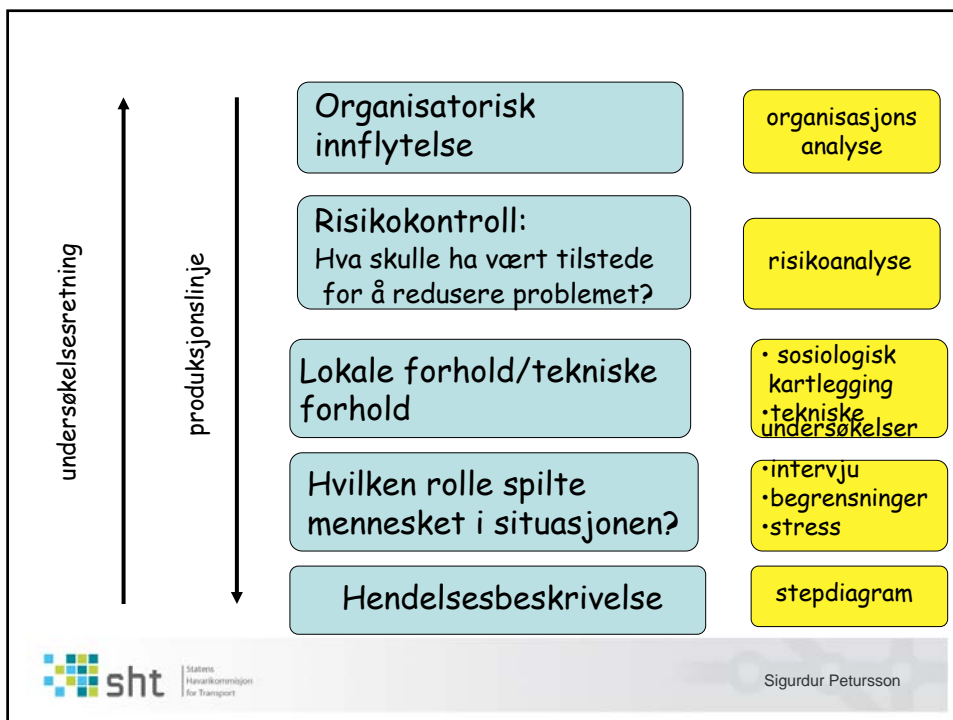 undersøkelsesretning
produksjonslinje
Organisatorisk
innflytelse
organisasjons
analyse
Risikokontroll:
Hva skulle ha vært tilstede
for å redusere problemet?
risikoanalyse
Lokale forhold/tekniske
forhold
• sosiologisk
kartlegging
•tekniske
undersøkelser
Hvilken rolle spilte
mennesket i situasjonen?
•intervju
•begrensninger
•stress
Hendelsesbeskrivelse
stepdiagram
sht
Statens
Havarikommisjon
for Transport
Sigurdur Petursson